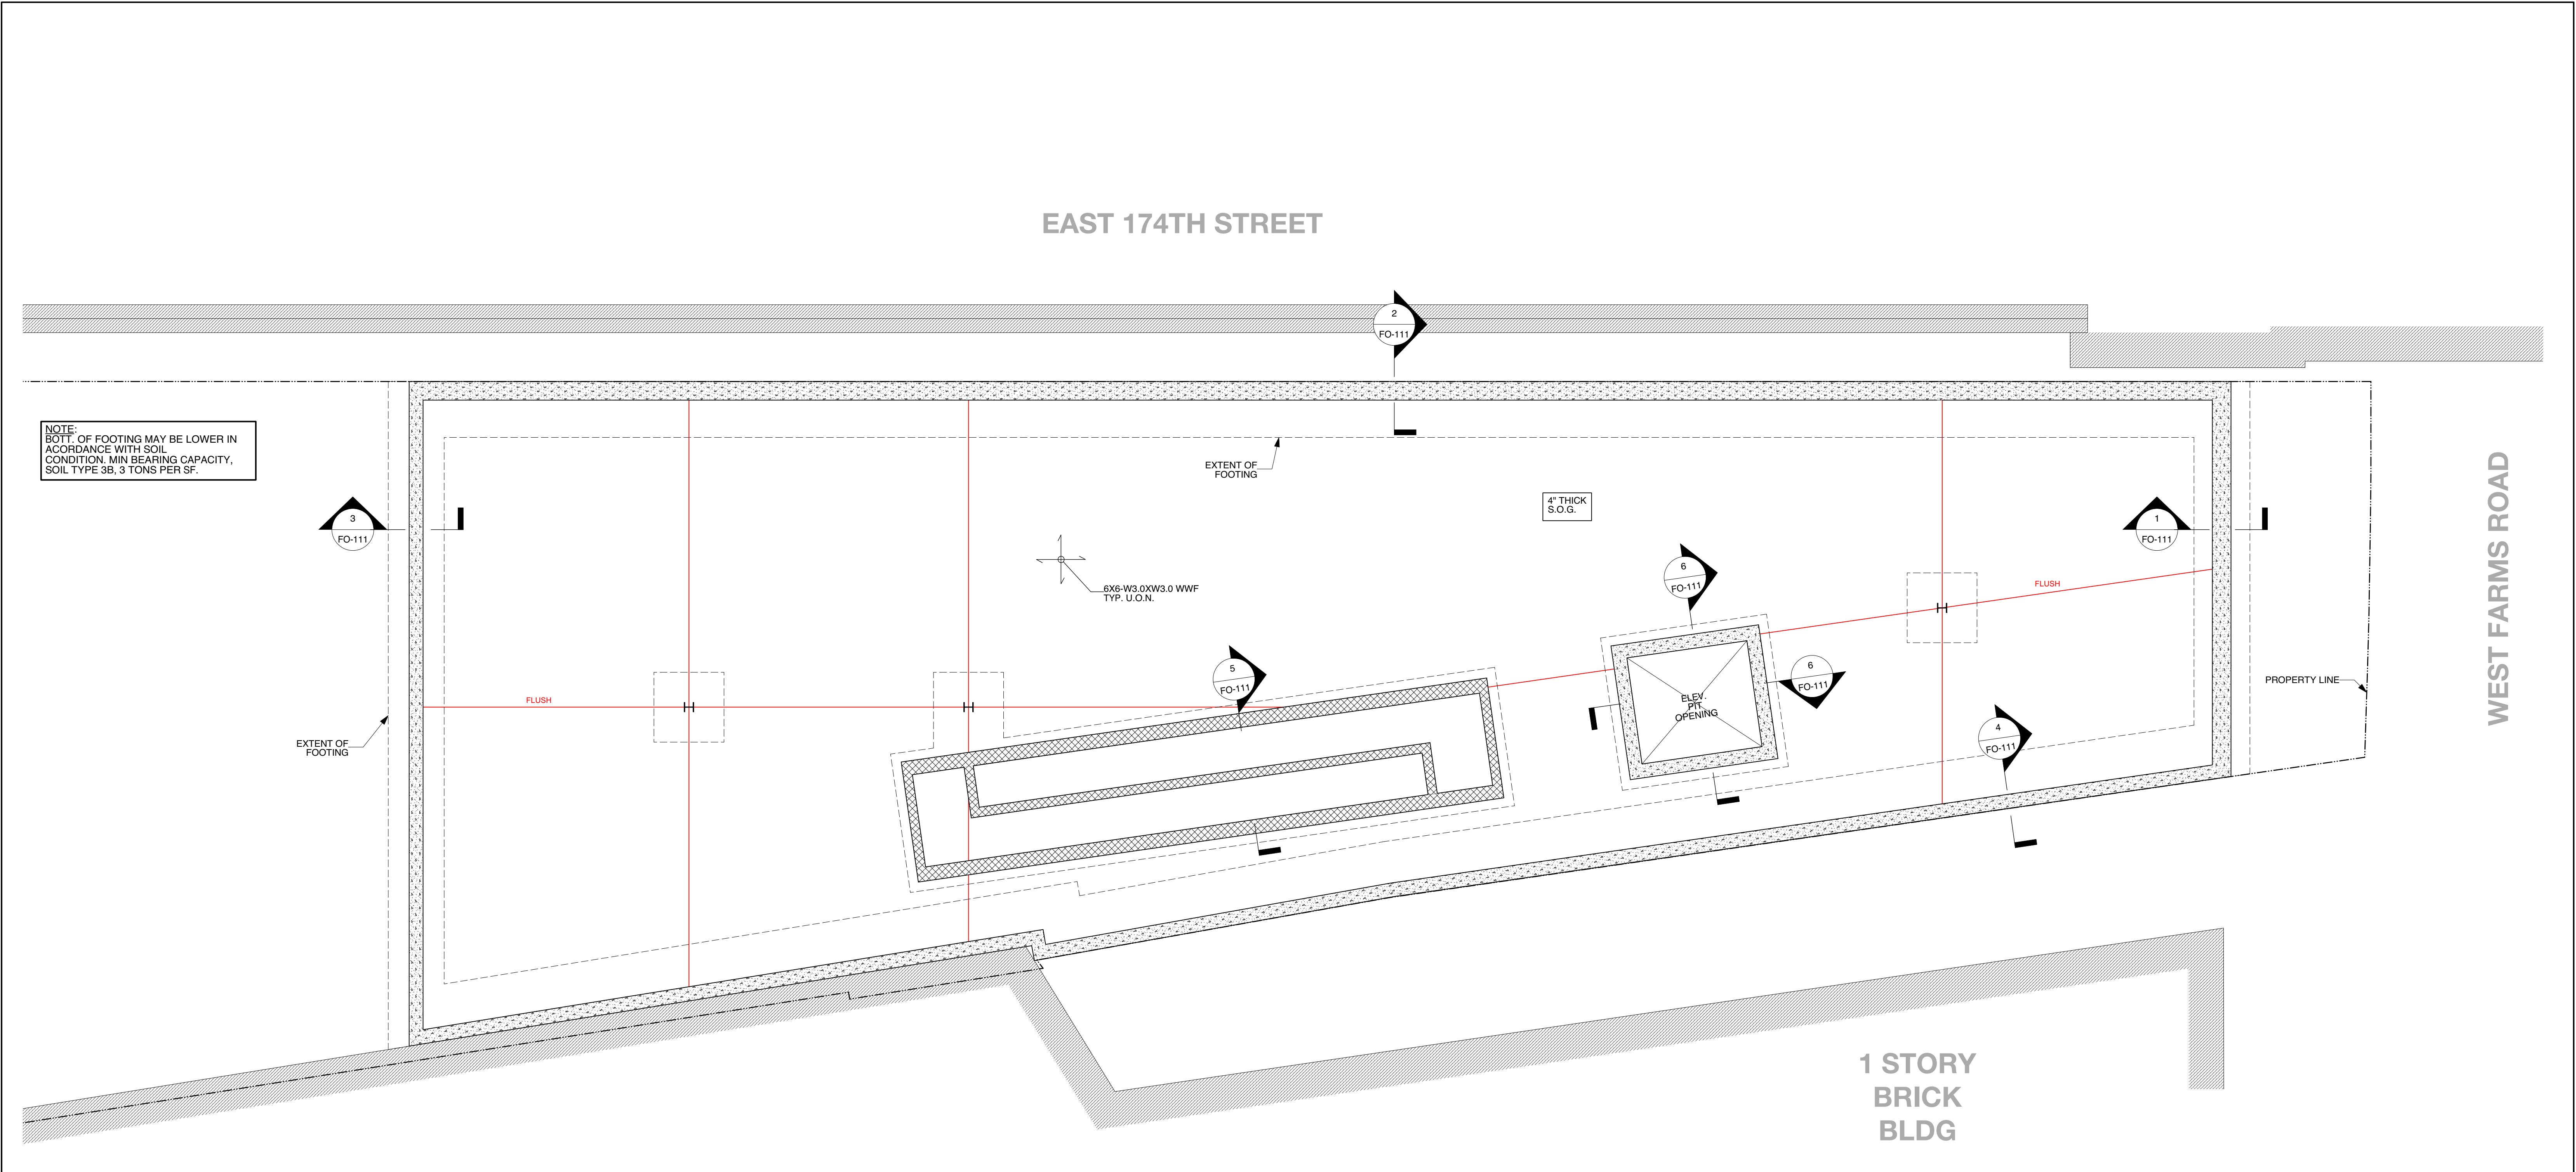 EAST 174TH STREET
2
FO-111
NOTE:
BOTT. OF FOOTING MAY BE LOWER IN
ACORDANCE WITH SOIL
CONDITION. MIN BEARING CAPACITY,
SOIL TYPE 3B, 3 TONS PER SF.
EXTENT OF
FOOTING
4" THICK
S.O.G.
3
FO-111
1
FO-111
WEST FARMS ROAD
6X6-W3.0XW3.0 WWF
TYP. U.O.N.
6
FO-111
FLUSH
5
FO-111
6
FO-111
PROPERTY LINE
FLUSH
ELEV.
PIT
OPENING
4
FO-111
EXTENT OF
FOOTING
1 STORY
BRICK
BLDG